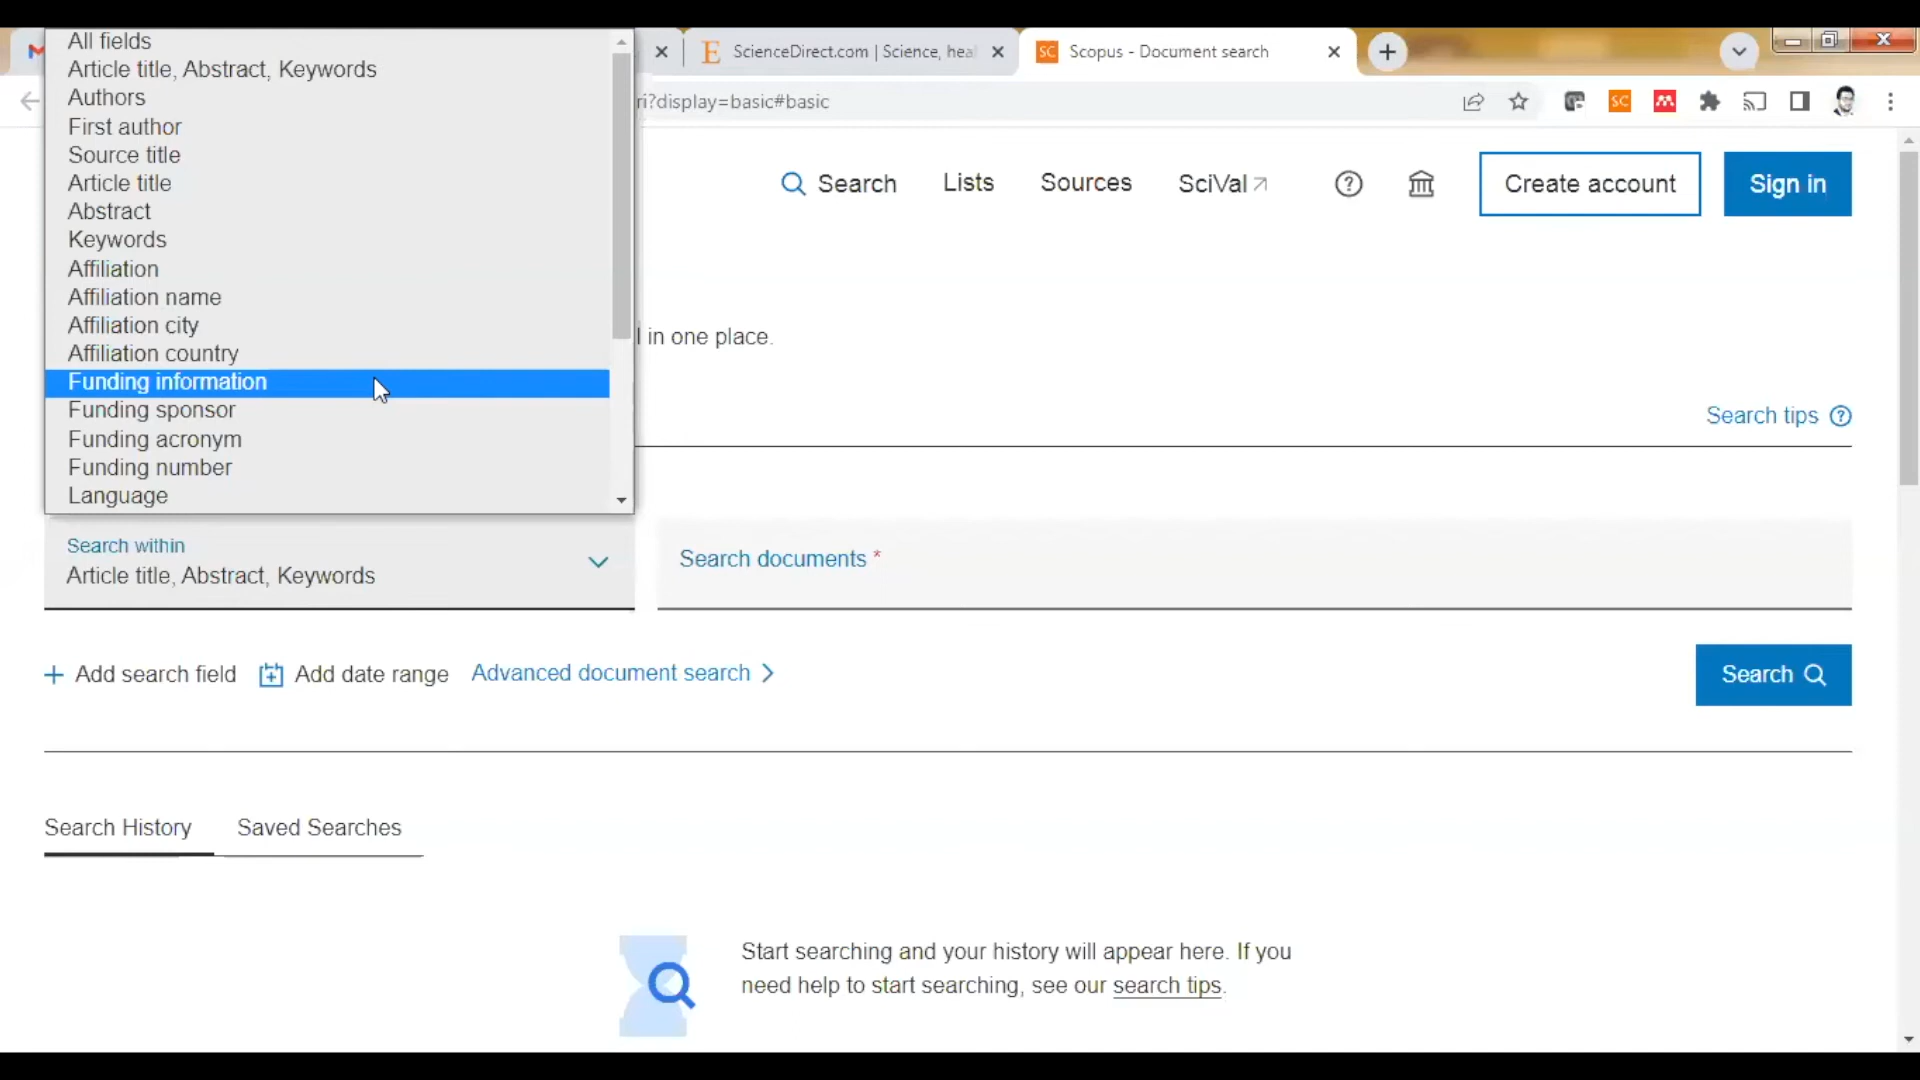 All fields
Article title, Abstract, Keywords
Authors
First author
Source title
Article title
Abstract
Keywords
Affiliation
Affiliation name
Affiliation city
Affiliation country
Funding information
Funding sponsor
Funding acronym
Funding number
Language
ScienceDirect.com | Science, heal
SC Scopus - Document search
ri?display=basic#basic
SC
Search Lists Sources SciVal
Create account Sign in
l in one place.
Search tips
Search within
Article title, Abstract, Keywords
Search documents *
Add search field Add date range Advanced document search
Search
Search History Saved Searches
Start searching and your history will appear here. If you
need help to start searching, see our search tips.